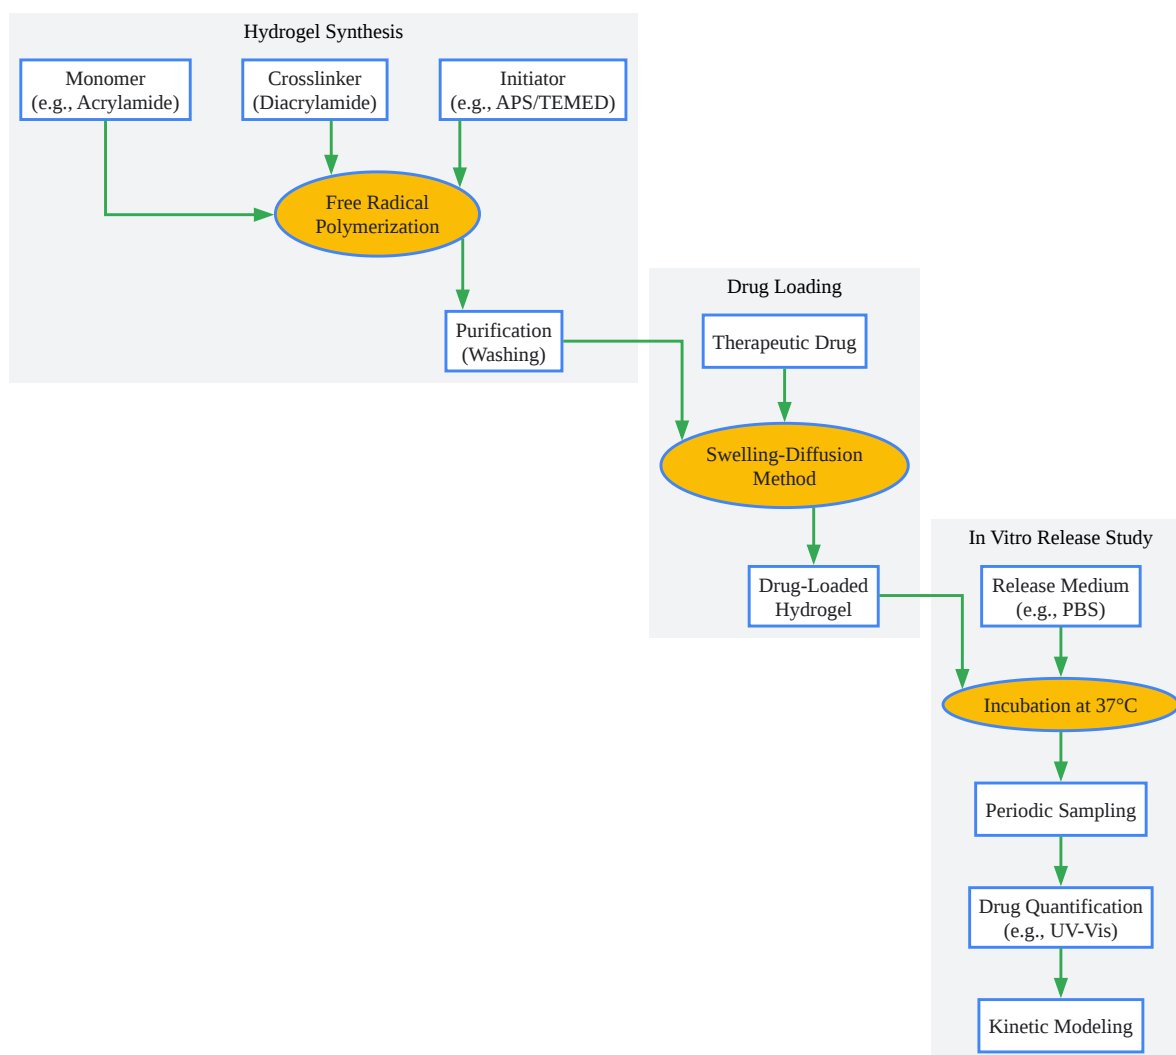 Hydrogel Synthesis
Monomer
(e.g., Acrylamide)
Crosslinker
(Diacrylamide)
Initiator
(e.g., APS/TEMED)
Free Radical
Polymerization
Purification
(Washing)
Drug Loading
Therapeutic Drug
Swelling-Diffusion
Method
Drug-Loaded
Hydrogel
In Vitro Release Study
Release Medium
(e.g., PBS)
Incubation at 37°C
Periodic Sampling
Drug Quantification
(e.g., UV-Vis)
Kinetic Modeling